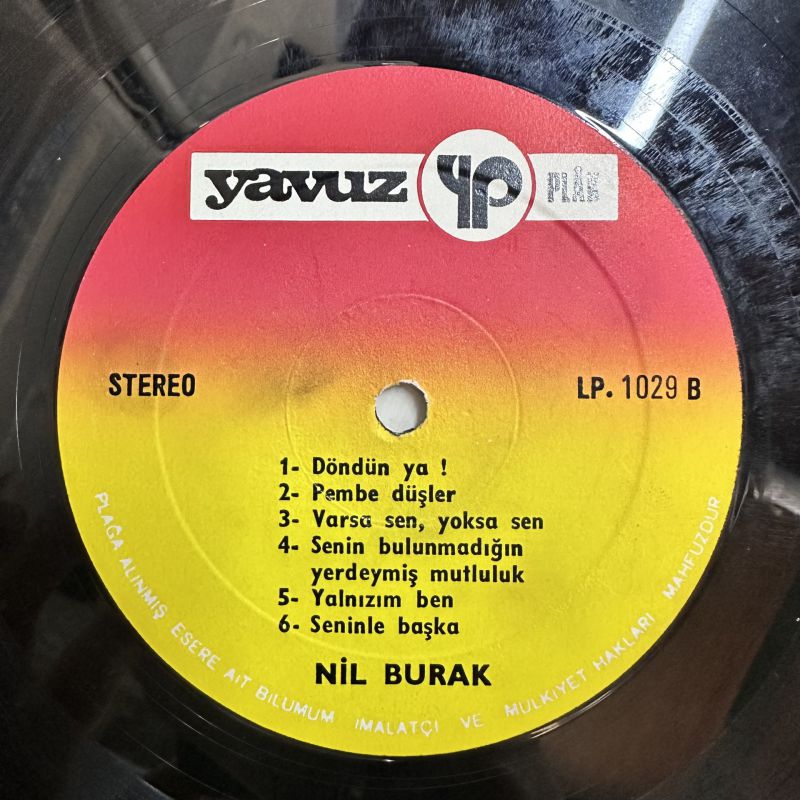 yavuz yp PLAK
STEREO
LP. 1029 B
1- Döndün ya !
2- Pembe düşler
3- Varsa sen, yoksa sen
4- Senin bulunmadığın
yerdeymiş mutluluk
5- Yalnızım ben
6- Seninle başka
NİL BURAK
PLAĞA ALINMIŞ ESERE AİT BİLUMUM İMALATÇI VE MÜLKİYET HAKLARI MAHFUZDUR